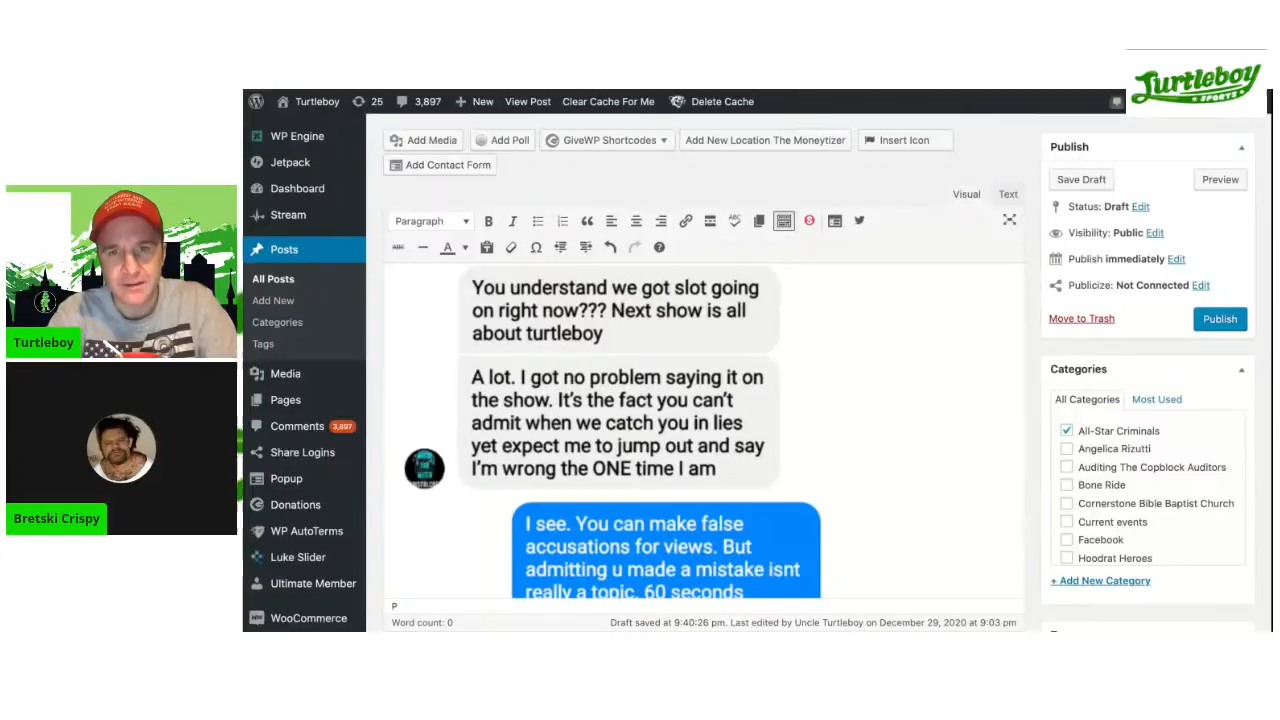 Turtleboy
SPORTS
Turtleboy
25
3,897
New
View Post
Clear Cache For Me
Delete Cache
WP Engine
Jetpack
Dashboard
Stream
Posts
All Posts
Add New
Categories
Tags
Media
Pages
Comments 3,897
Share Logins
Popup
Donations
WP AutoTerms
Luke Slider
Ultimate Member
WooCommerce
Turtleboy
Bretski Crispy
Add Media
Add Poll
GiveWP Shortcodes
Add New Location The Moneytizer
Insert Icon
Add Contact Form
Visual
Text
Paragraph
You understand we got slot going
on right now??? Next show is all
about turtleboy
A lot. I got no problem saying it on
the show. It's the fact you can't
admit when we catch you in lies
yet expect me to jump out and say
I'm wrong the ONE time I am
I see. You can make false
accusations for views. But
admitting u made a mistake isnt
really a topic. 60 seconds
P
Word count: 0
Draft saved at 9:40:26 pm. Last edited by Uncle Turtleboy on December 29, 2020 at 9:03 pm
Publish
Save Draft
Preview
Status: Draft Edit
Visibility: Public Edit
Publish immediately Edit
Publicize: Not Connected Edit
Move to Trash
Publish
Categories
All Categories
Most Used
All-Star Criminals
Angelica Rizutti
Auditing The Copblock Auditors
Bone Ride
Cornerstone Bible Baptist Church
Current events
Facebook
Hoodrat Heroes
+ Add New Category